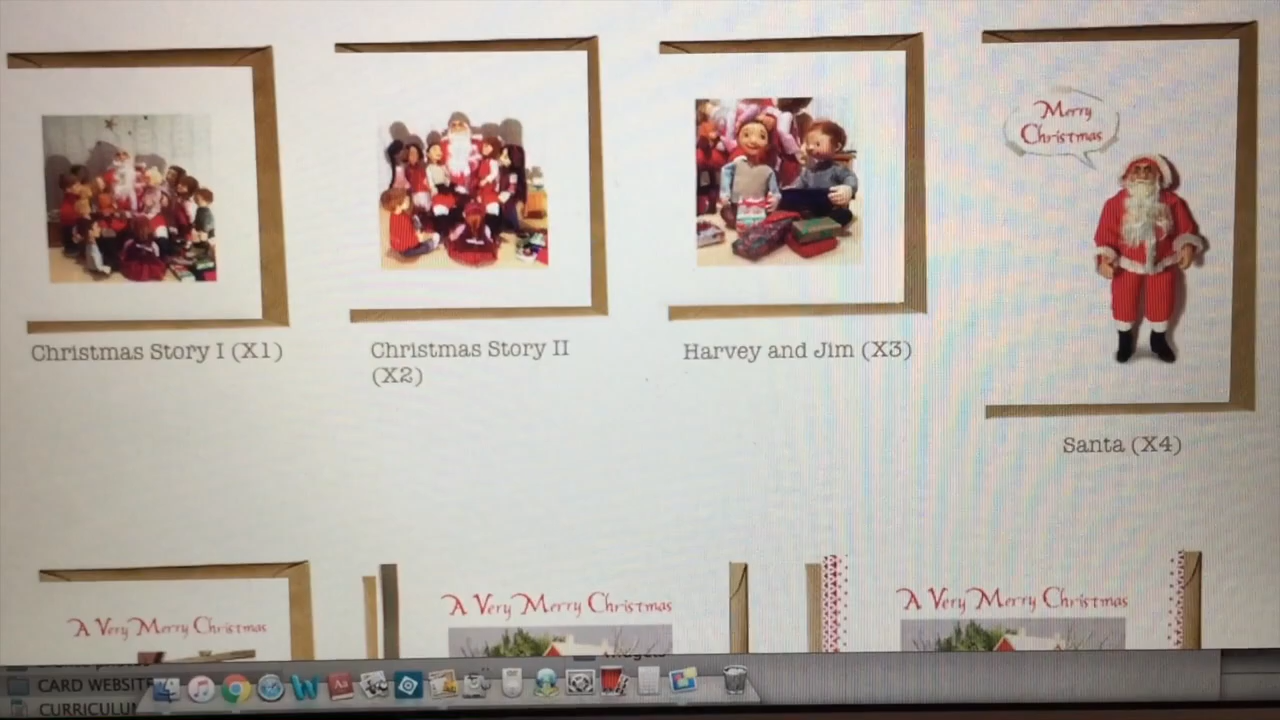 Merry
Christmas
Christmas Story I (X1)
Christmas Story II
(X2)
Harvey and Jim (X3)
Santa (X4)
A Very Merry Christmas
A Very Merry Christmas
A Very Merry Christmas
CARD WEBSITE
Aa